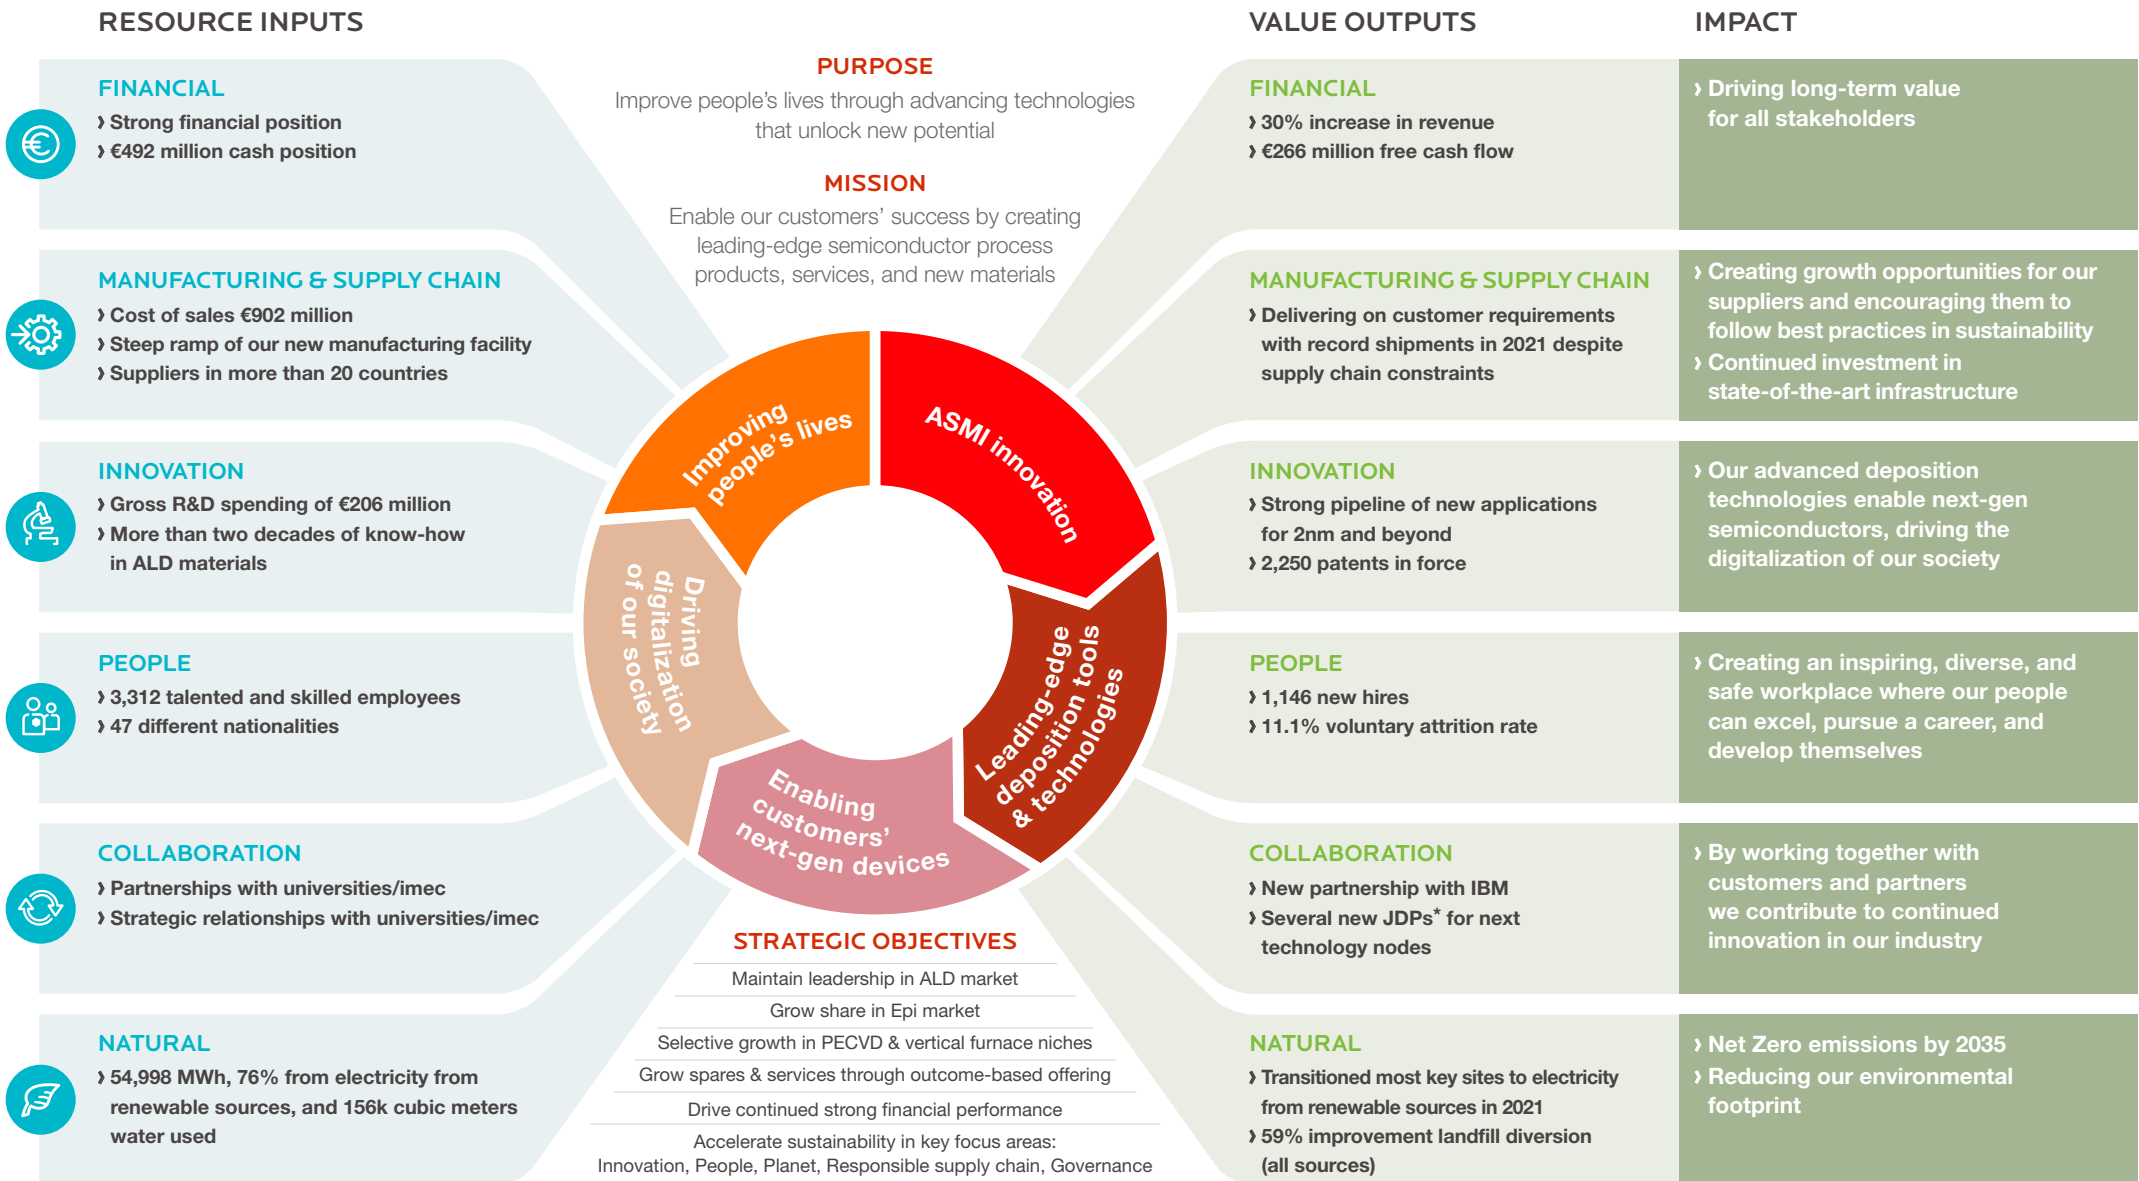 RESOURCE INPUTS
FINANCIAL
› Strong financial position
› €492 million cash position
MANUFACTURING & SUPPLY CHAIN
› Cost of sales €902 million
› Steep ramp of our new manufacturing facility
› Suppliers in more than 20 countries
INNOVATION
› Gross R&D spending of €206 million
› More than two decades of know-how
in ALD materials
PEOPLE
› 3,312 talented and skilled employees
› 47 different nationalities
COLLABORATION
› Partnerships with universities/imec
› Strategic relationships with universities/imec
NATURAL
› 54,998 MWh, 76% from electricity from
renewable sources, and 156k cubic meters
water used
PURPOSE
Improve people's lives through advancing technologies
that unlock new potential
MISSION
Enable our customers' success by creating
leading-edge semiconductor process
products, services, and new materials
ASMI innovation
Leading-edge
deposition tools
& technologies
Enabling
customers'
next-gen devices
Driving
digitalization
of our society
Improving
people's lives
STRATEGIC OBJECTIVES
Maintain leadership in ALD market
Grow share in Epi market
Selective growth in PECVD & vertical furnace niches
Grow spares & services through outcome-based offering
Drive continued strong financial performance
Accelerate sustainability in key focus areas:
Innovation, People, Planet, Responsible supply chain, Governance
VALUE OUTPUTS
FINANCIAL
› 30% increase in revenue
› €266 million free cash flow
MANUFACTURING & SUPPLY CHAIN
› Delivering on customer requirements
with record shipments in 2021 despite
supply chain constraints
INNOVATION
› Strong pipeline of new applications
for 2nm and beyond
› 2,250 patents in force
PEOPLE
› 1,146 new hires
› 11.1% voluntary attrition rate
COLLABORATION
› New partnership with IBM
› Several new JDPs* for next
technology nodes
NATURAL
› Transitioned most key sites to electricity
from renewable sources in 2021
› 59% improvement landfill diversion
(all sources)
IMPACT
› Driving long-term value
for all stakeholders
› Creating growth opportunities for our
suppliers and encouraging them to
follow best practices in sustainability
› Continued investment in
state-of-the-art infrastructure
› Our advanced deposition
technologies enable next-gen
semiconductors, driving the
digitalization of our society
› Creating an inspiring, diverse, and
safe workplace where our people
can excel, pursue a career, and
develop themselves
› By working together with
customers and partners
we contribute to continued
innovation in our industry
› Net Zero emissions by 2035
› Reducing our environmental
footprint